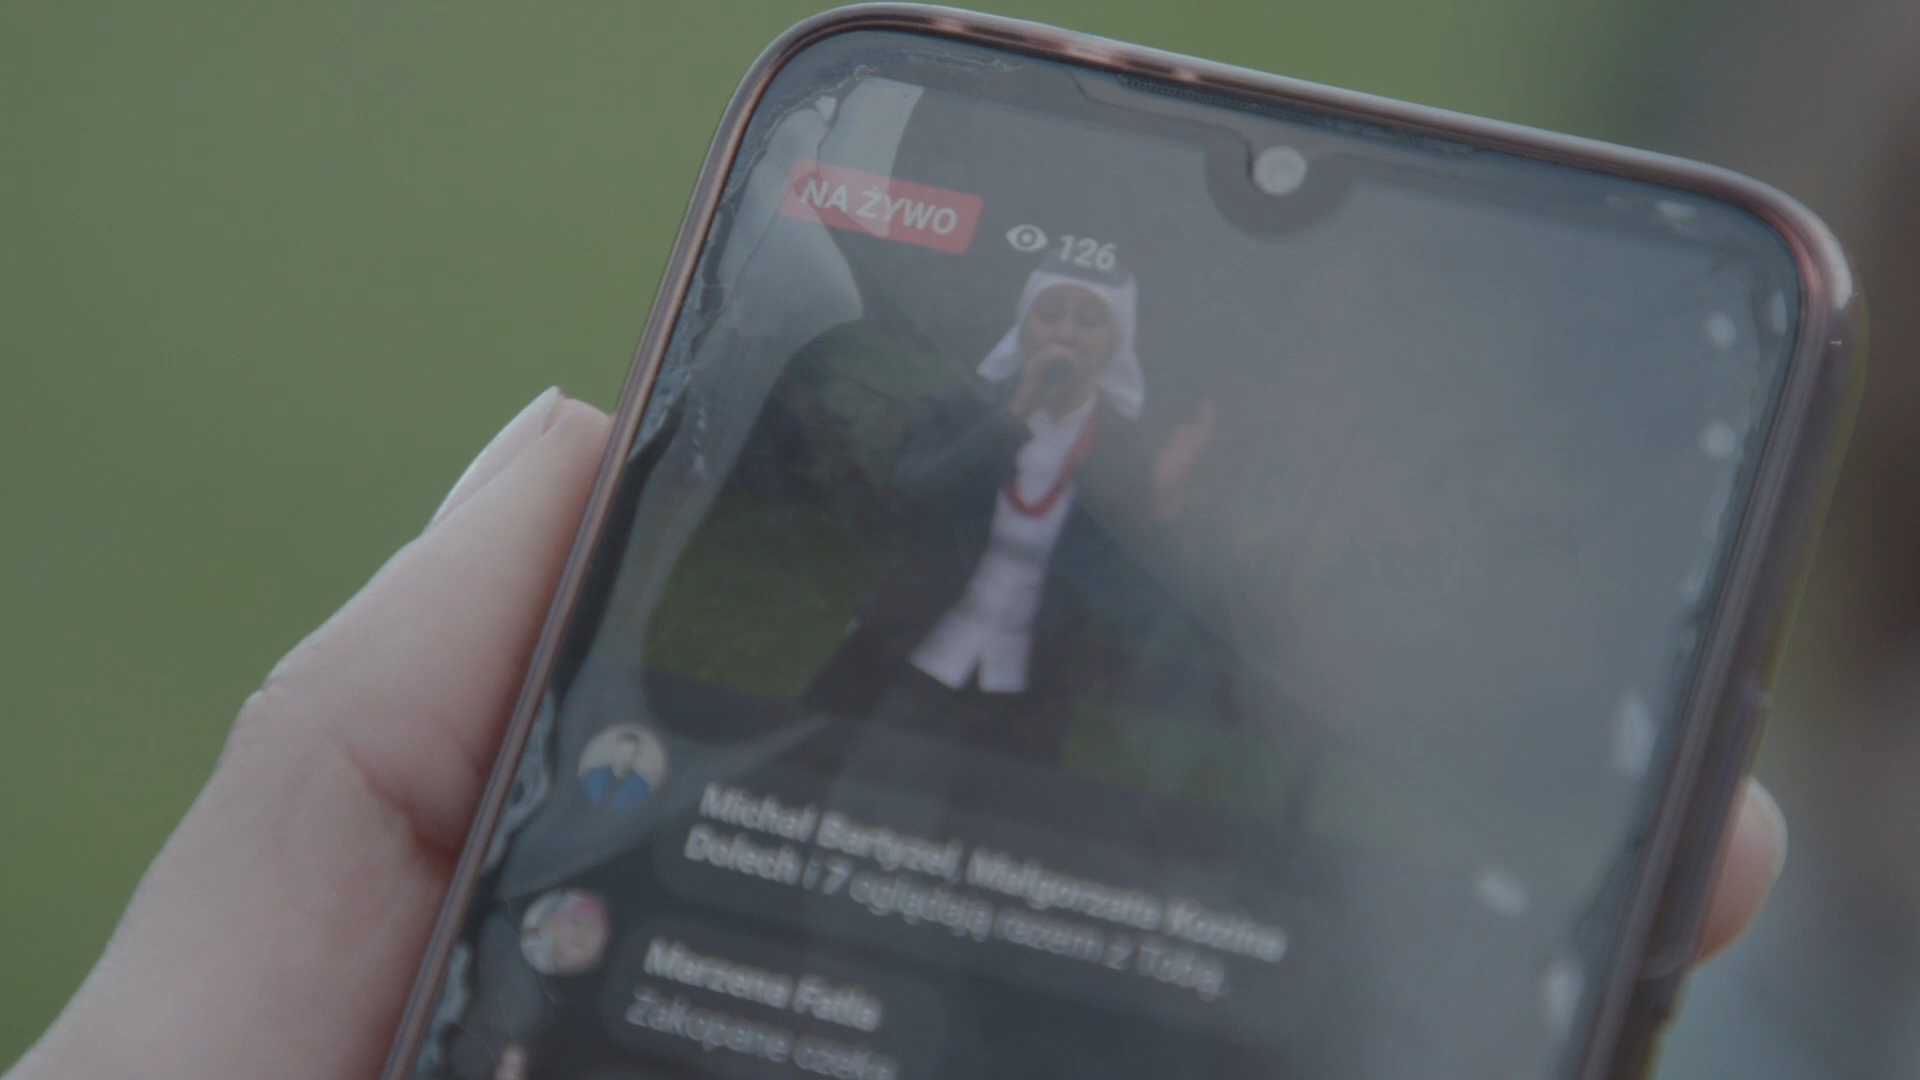 NA ŻYWO
126
Michał Bartyzel, Małgorzata Kozina
Dolech i 7 oglądają razem z Tobą.
Marzena Fatla
Zakopane czeka